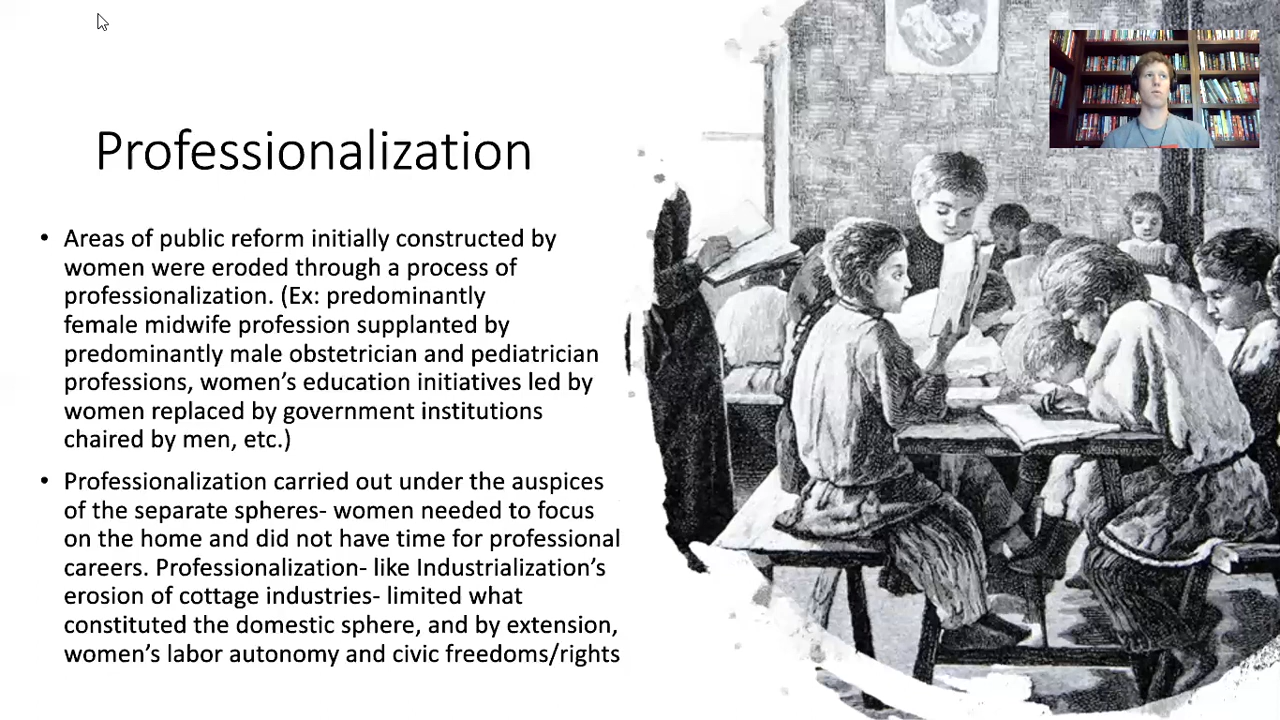 Professionalization
• Areas of public reform initially constructed by
women were eroded through a process of
professionalization. (Ex: predominantly
female midwife profession supplanted by
predominantly male obstetrician and pediatrician
professions, women’s education initiatives led by
women replaced by government institutions
chaired by men, etc.)
• Professionalization carried out under the auspices
of the separate spheres- women needed to focus
on the home and did not have time for professional
careers. Professionalization- like Industrialization’s
erosion of cottage industries- limited what
constituted the domestic sphere, and by extension,
women’s labor autonomy and civic freedoms/rights